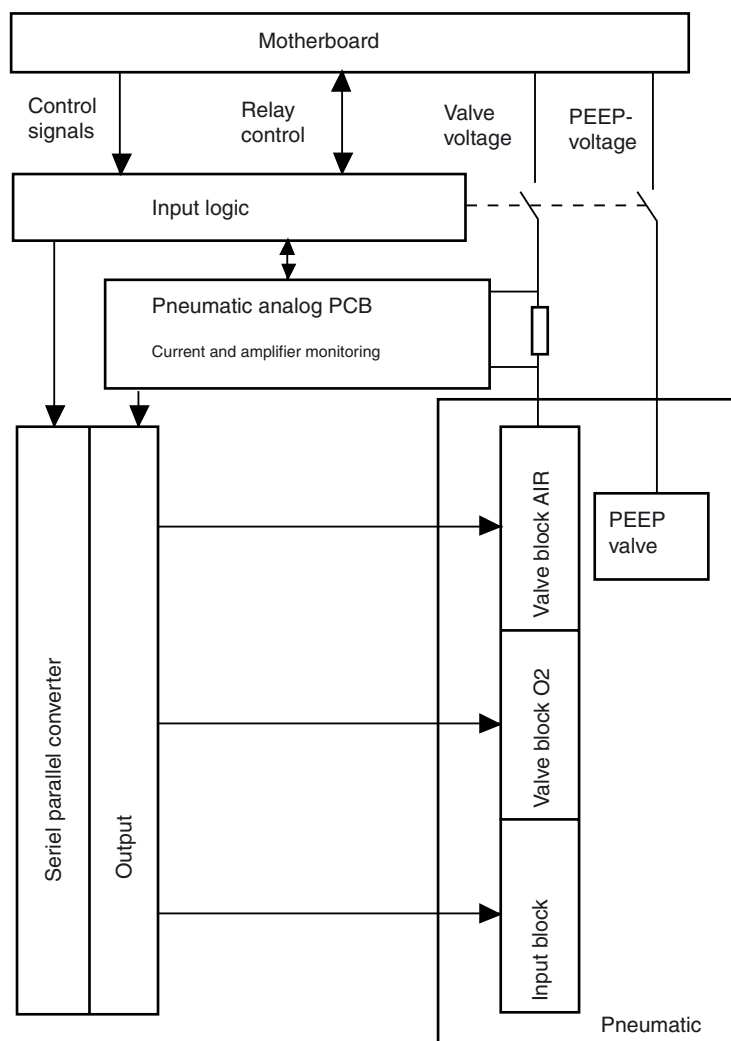 Motherboard
Control
signals
Relay
control
Valve
voltage
PEEP-
voltage
Input logic
Pneumatic analog PCB
Current and amplifier monitoring
Seriel parallel converter
Output
Valve block AIR
Valve block O2
Input block
PEEP
valve
Pneumatic